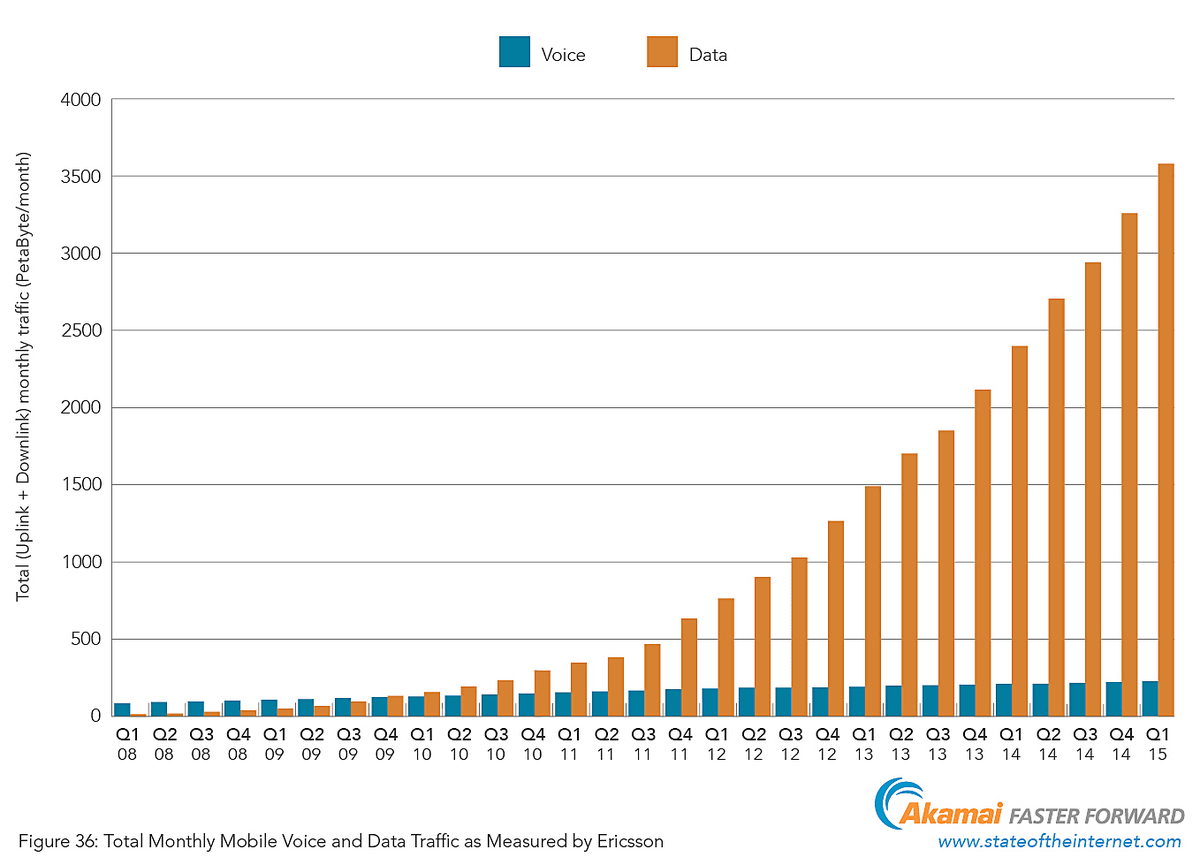 Voice Data
Total (Uplink + Downlink) monthly traffic (PetaByte/month)
4000
3500
3000
2500
2000
1500
1000
500
0
Q1 Q2 Q3 Q4 Q1 Q2 Q3 Q4 Q1 Q2 Q3 Q4 Q1 Q2 Q3 Q4 Q1 Q2 Q3 Q4 Q1 Q2 Q3 Q4 Q1 Q2 Q3 Q4 Q1
08 08 08 08 09 09 09 09 10 10 10 10 11 11 11 11 12 12 12 12 13 13 13 13 14 14 14 14 15
Akamai FASTER FORWARD
Figure 36: Total Monthly Mobile Voice and Data Traffic as Measured by Ericsson
www.stateoftheinternet.com